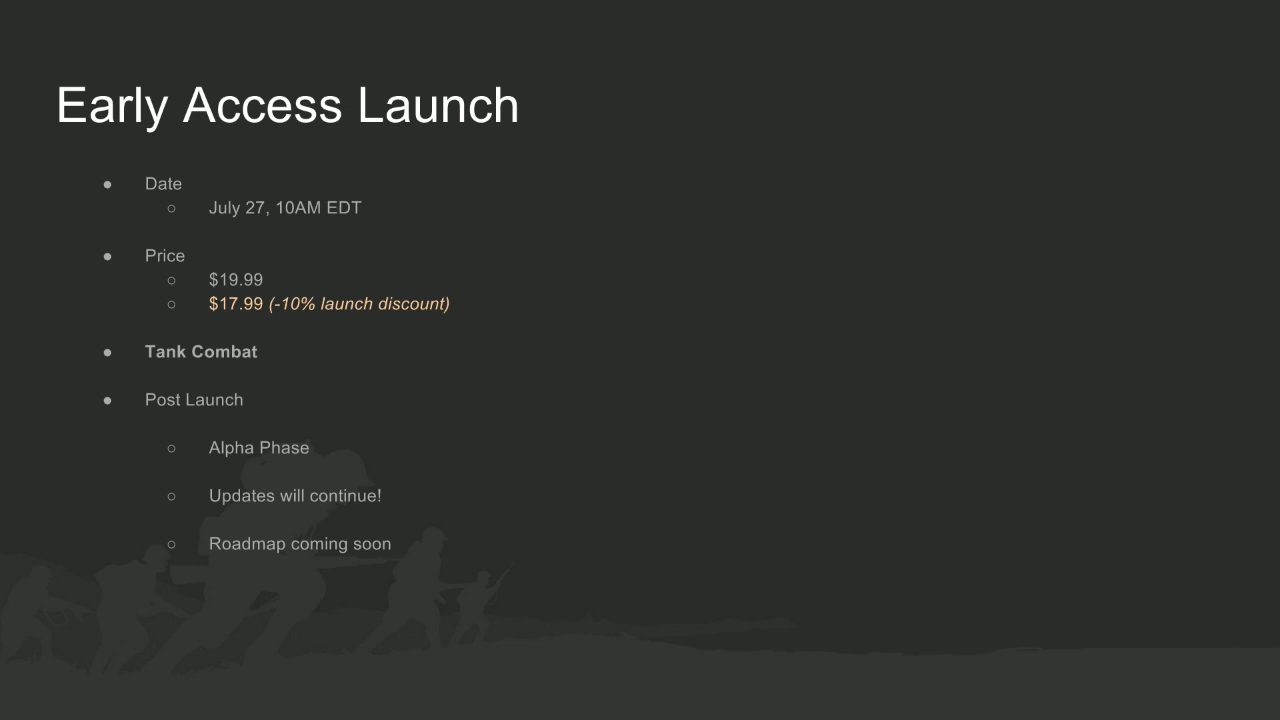 Early Access Launch
● Date
○ July 27, 10AM EDT
● Price
○ $19.99
○ $17.99 (-10% launch discount)
● Tank Combat
● Post Launch
○ Alpha Phase
○ Updates will continue!
○ Roadmap coming soon